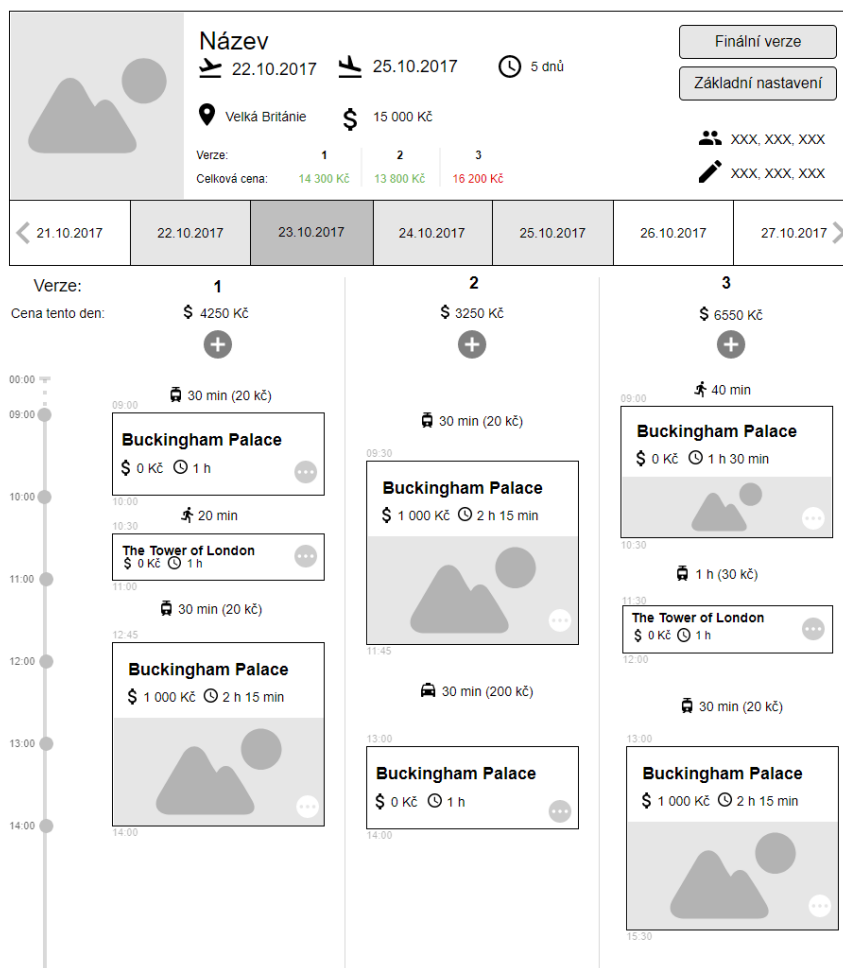 Název
22.10.2017 25.10.2017 5 dnů
Velká Británie $ 15 000 Kč
Verze: 1 2 3
Celková cena: 14 300 Kč 13 800 Kč 16 200 Kč
Finální verze
Základní nastavení
XXX, XXX, XXX
XXX, XXX, XXX
21.10.2017 22.10.2017 23.10.2017 24.10.2017 25.10.2017 26.10.2017 27.10.2017
Verze: 1 2 3
Cena tento den: $ 4250 Kč $ 3250 Kč $ 6550 Kč
00:00
09:00
10:00
11:00
12:00
13:00
14:00
30 min (20 kč)
09:00
Buckingham Palace
$ 0 Kč 1 h
10:00
20 min
10:30
The Tower of London
$ 0 Kč 1 h
11:00
30 min (20 kč)
12:45
Buckingham Palace
$ 1 000 Kč 2 h 15 min
14:00
30 min (20 kč)
09:30
Buckingham Palace
$ 1 000 Kč 2 h 15 min
11:45
30 min (200 kč)
13:00
Buckingham Palace
$ 0 Kč 1 h
14:00
40 min
09:00
Buckingham Palace
$ 0 Kč 1 h 30 min
10:30
1 h (30 kč)
11:30
The Tower of London
$ 0 Kč 1 h
12:00
30 min (20 kč)
13:00
Buckingham Palace
$ 1 000 Kč 2 h 15 min
15:30